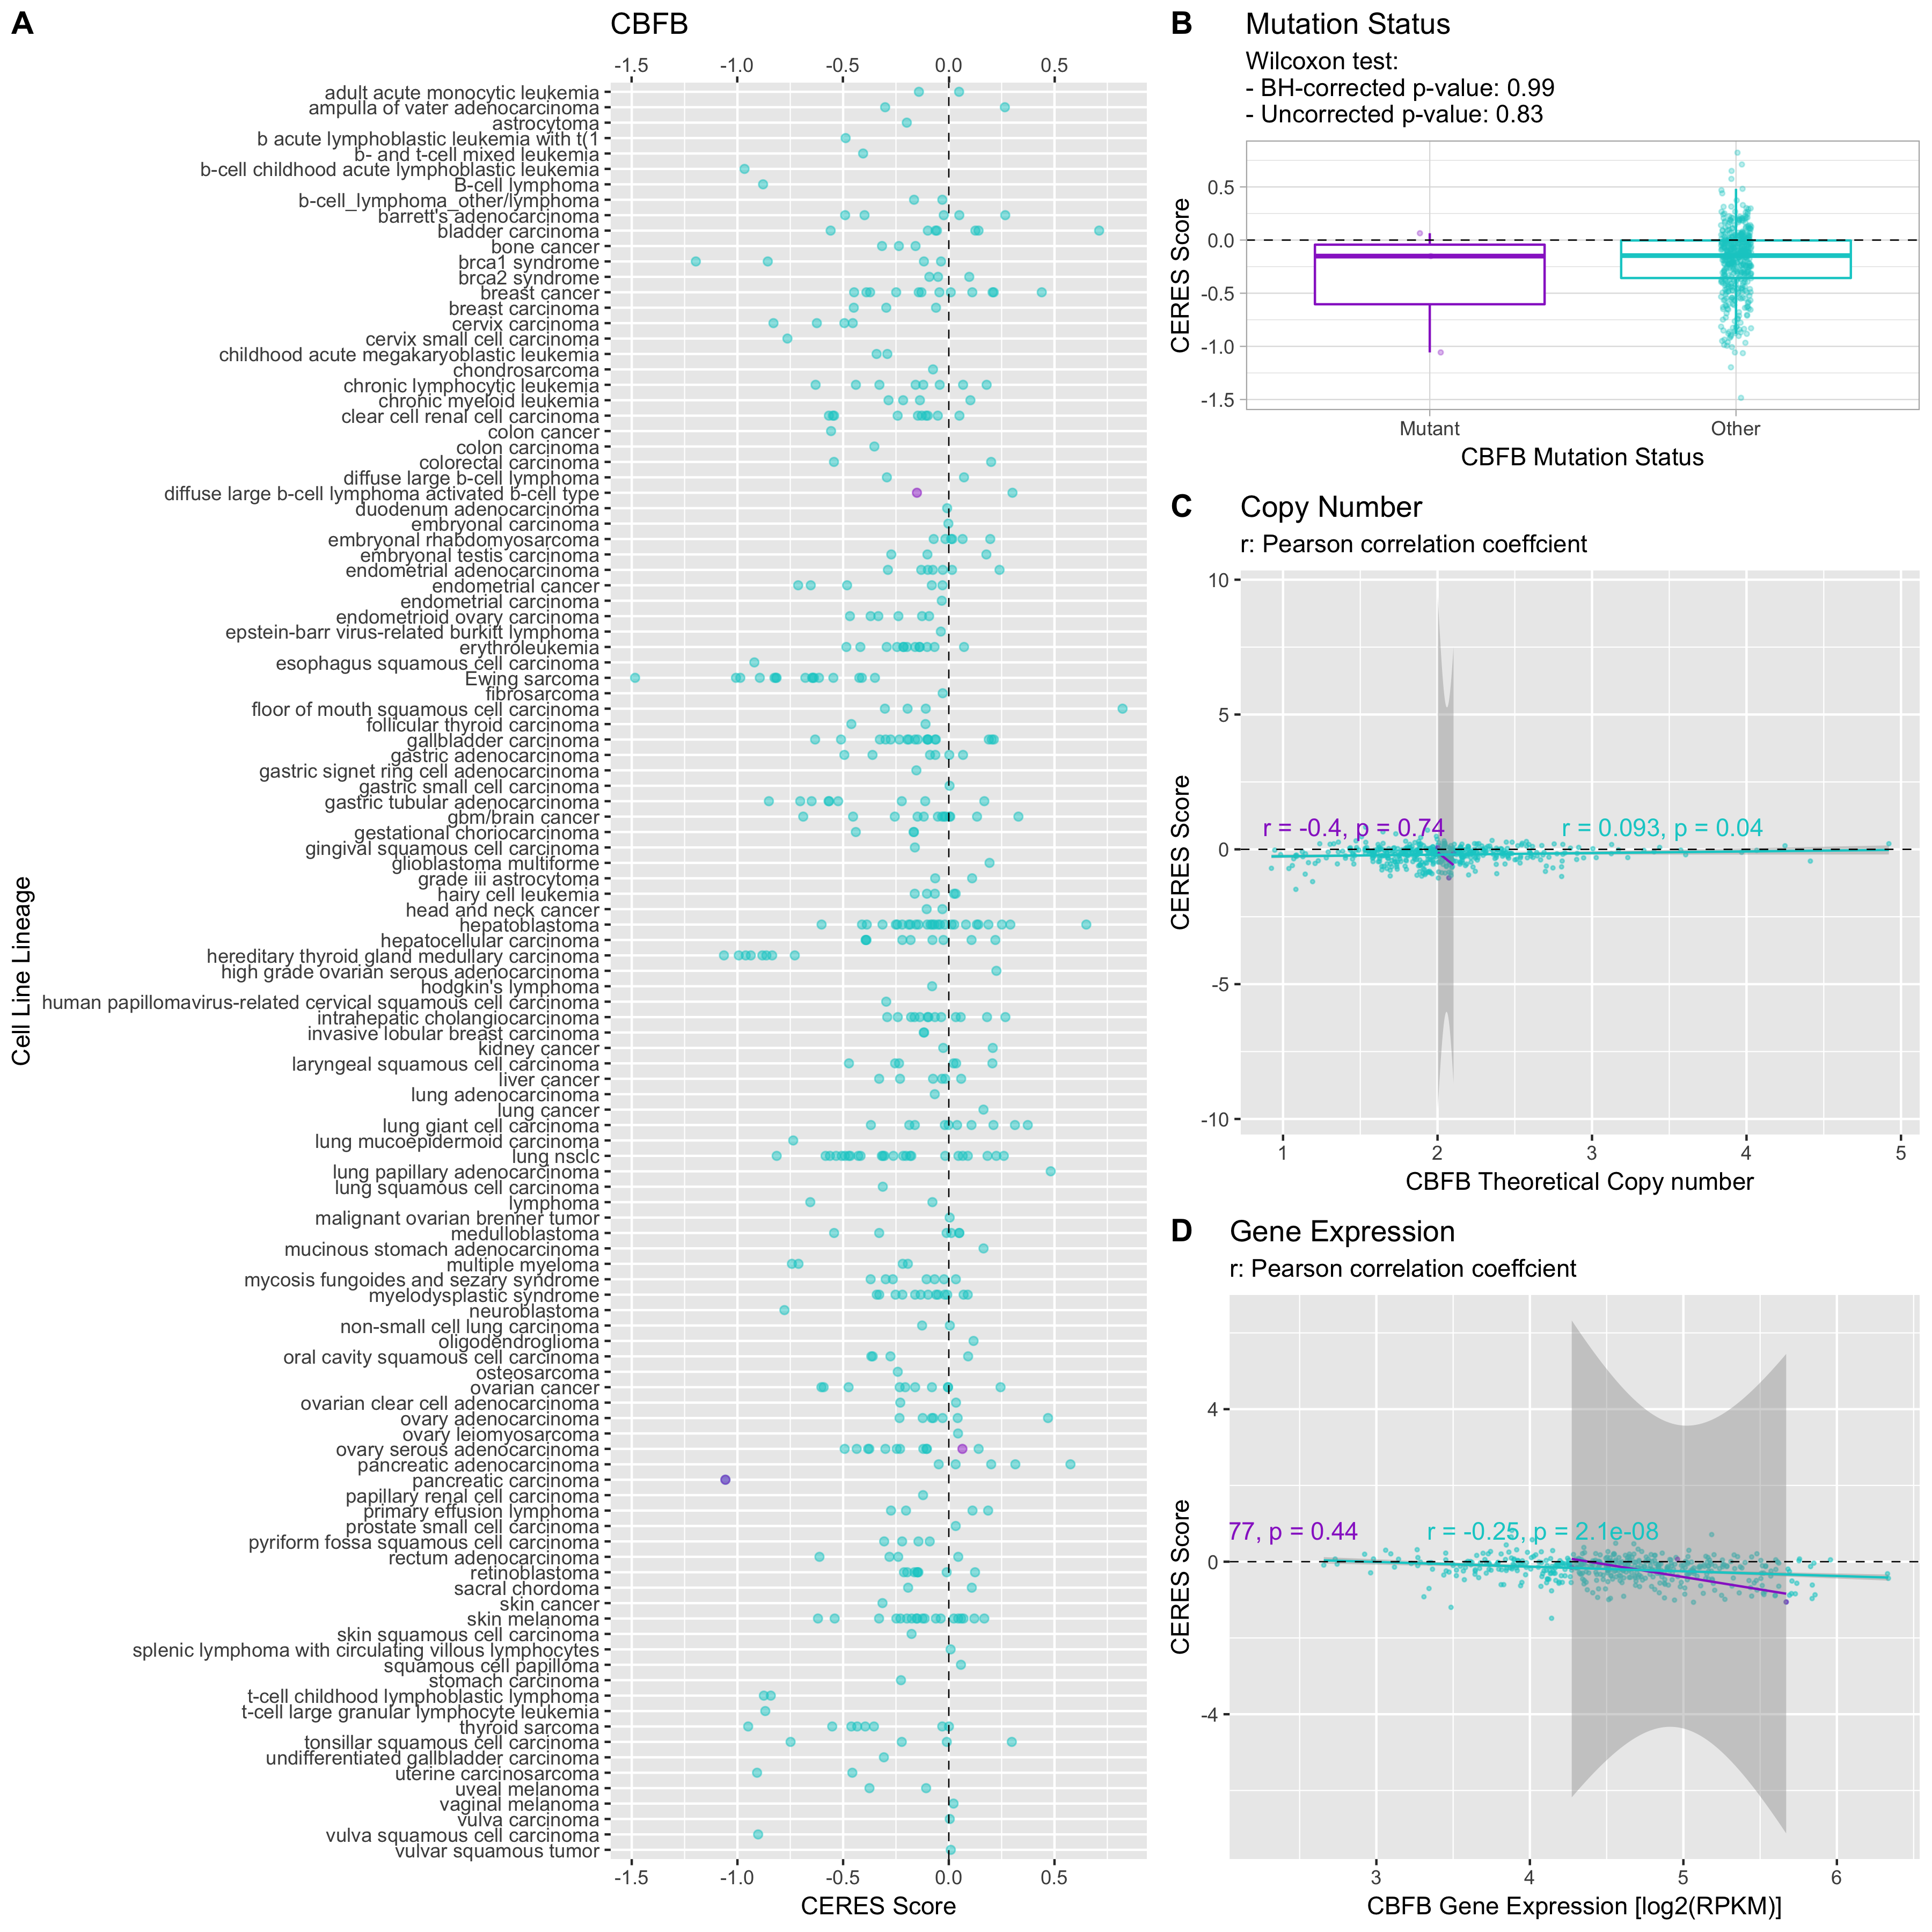 A
CBFB
-1.5 -1.0 -0.5 0.0 0.5
adult acute monocytic leukemia
ampulla of vater adenocarcinoma
astrocytoma
b acute lymphoblastic leukemia with t(1
b- and t-cell mixed leukemia
b-cell childhood acute lymphoblastic leukemia
B-cell lymphoma
b-cell_lymphoma_other/lymphoma
barrett's adenocarcinoma
bladder carcinoma
bone cancer
brca1 syndrome
brca2 syndrome
breast cancer
breast carcinoma
cervix carcinoma
cervix small cell carcinoma
childhood acute megakaryoblastic leukemia
chondrosarcoma
chronic lymphocytic leukemia
chronic myeloid leukemia
clear cell renal cell carcinoma
colon cancer
colon carcinoma
colorectal carcinoma
diffuse large b-cell lymphoma
diffuse large b-cell lymphoma activated b-cell type
duodenum adenocarcinoma
embryonal carcinoma
embryonal rhabdomyosarcoma
embryonal testis carcinoma
endometrial adenocarcinoma
endometrial cancer
endometrial carcinoma
endometrioid ovary carcinoma
epstein-barr virus-related burkitt lymphoma
erythroleukemia
esophagus squamous cell carcinoma
Ewing sarcoma
fibrosarcoma
floor of mouth squamous cell carcinoma
follicular thyroid carcinoma
gallbladder carcinoma
gastric adenocarcinoma
gastric signet ring cell adenocarcinoma
gastric small cell carcinoma
gastric tubular adenocarcinoma
gbm/brain cancer
gestational choriocarcinoma
gingival squamous cell carcinoma
glioblastoma multiforme
grade iii astrocytoma
hairy cell leukemia
head and neck cancer
hepatoblastoma
hepatocellular carcinoma
hereditary thyroid gland medullary carcinoma
high grade ovarian serous adenocarcinoma
hodgkin's lymphoma
human papillomavirus-related cervical squamous cell carcinoma
intrahepatic cholangiocarcinoma
invasive lobular breast carcinoma
kidney cancer
laryngeal squamous cell carcinoma
liver cancer
lung adenocarcinoma
lung cancer
lung giant cell carcinoma
lung mucoepidermoid carcinoma
lung nsclc
lung papillary adenocarcinoma
lung squamous cell carcinoma
lymphoma
malignant ovarian brenner tumor
medulloblastoma
mucinous stomach adenocarcinoma
multiple myeloma
mycosis fungoides and sezary syndrome
myelodysplastic syndrome
neuroblastoma
non-small cell lung carcinoma
oligodendroglioma
oral cavity squamous cell carcinoma
osteosarcoma
ovarian cancer
ovarian clear cell adenocarcinoma
ovary adenocarcinoma
ovary leiomyosarcoma
ovary serous adenocarcinoma
pancreatic adenocarcinoma
pancreatic carcinoma
papillary renal cell carcinoma
primary effusion lymphoma
prostate small cell carcinoma
pyriform fossa squamous cell carcinoma
rectum adenocarcinoma
retinoblastoma
sacral chordoma
skin cancer
skin melanoma
skin squamous cell carcinoma
splenic lymphoma with circulating villous lymphocytes
squamous cell papilloma
stomach carcinoma
t-cell childhood lymphoblastic lymphoma
t-cell large granular lymphocyte leukemia
thyroid sarcoma
tonsillar squamous cell carcinoma
undifferentiated gallbladder carcinoma
uterine carcinosarcoma
uveal melanoma
vaginal melanoma
vulva carcinoma
vulva squamous cell carcinoma
vulvar squamous tumor
-1.5 -1.0 -0.5 0.0 0.5
CERES Score
Cell Line Lineage
B
Mutation Status
Wilcoxon test:
- BH-corrected p-value: 0.99
- Uncorrected p-value: 0.83
0.5
0.0
-0.5
-1.0
-1.5
CERES Score
Mutant Other
CBFB Mutation Status
C
Copy Number
r: Pearson correlation coeffcient
10
5
0
-5
-10
CERES Score
r = -0.4, p = 0.74
r = 0.093, p = 0.04
1 2 3 4 5
CBFB Theoretical Copy number
D
Gene Expression
r: Pearson correlation coeffcient
4
0
-4
CERES Score
77, p = 0.44
r = -0.25, p = 2.1e-08
3 4 5 6
CBFB Gene Expression [log2(RPKM)]